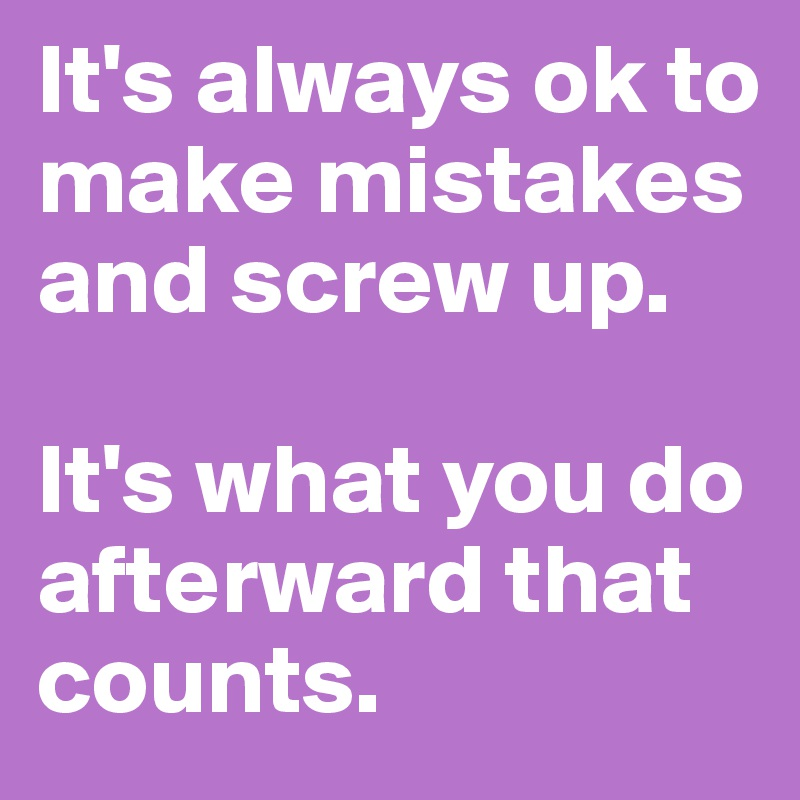 It's always ok to
make mistakes
and screw up.
It's what you do
afterward that
counts.